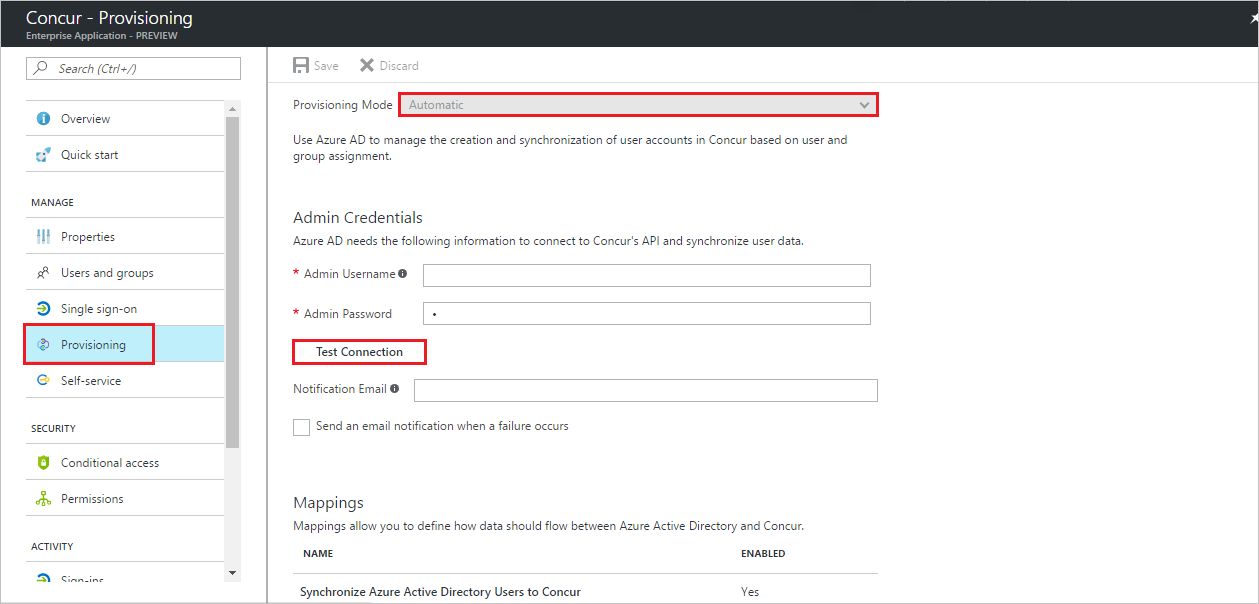 Concur - Provisioning
Enterprise Application - PREVIEW
Search (Ctrl+/)
Overview
Quick start
MANAGE
Properties
Users and groups
Single sign-on
Provisioning
Self-service
SECURITY
Conditional access
Permissions
ACTIVITY
Sign-ins
Save
Discard
Provisioning Mode
Automatic
Use Azure AD to manage the creation and synchronization of user accounts in Concur based on user and
group assignment.
Admin Credentials
Azure AD needs the following information to connect to Concur's API and synchronize user data.
* Admin Username
* Admin Password
Test Connection
Notification Email
Send an email notification when a failure occurs
Mappings
Mappings allow you to define how data should flow between Azure Active Directory and Concur.
NAME ENABLED
Synchronize Azure Active Directory Users to Concur Yes